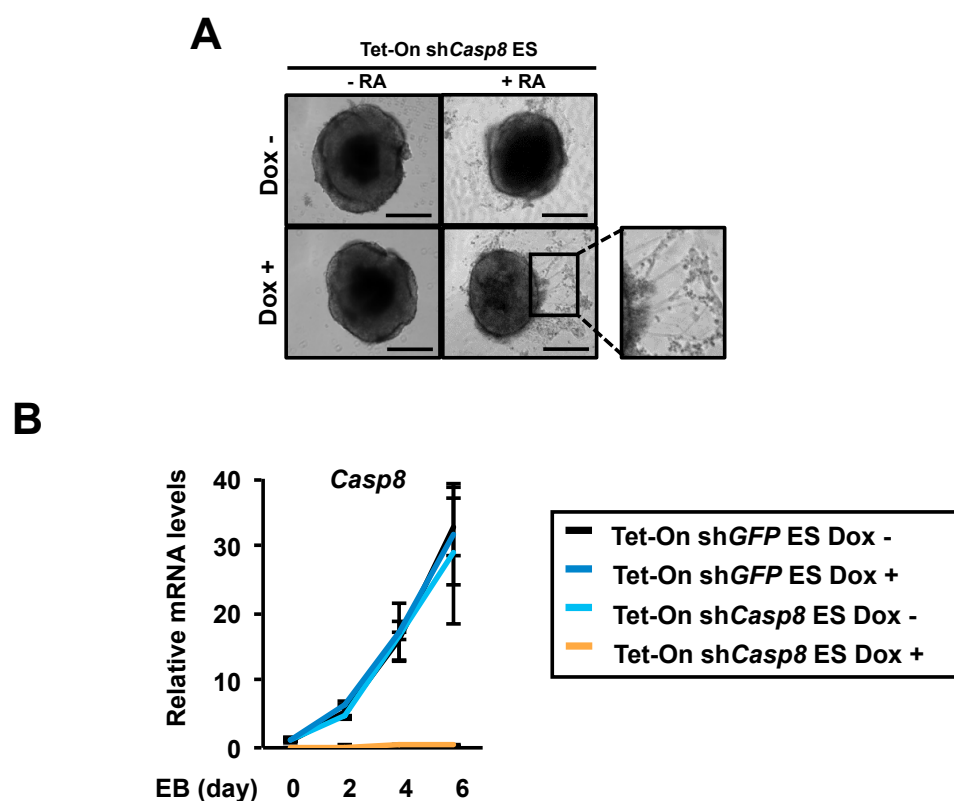 A
Tet-On shCasp8 ES
- RA
+ RA
Dox -
Dox +
B
Relative mRNA levels
Casp8
40
30
20
10
0
EB (day) 0 2 4 6
Tet-On shGFP ES Dox -
Tet-On shGFP ES Dox +
Tet-On shCasp8 ES Dox -
Tet-On shCasp8 ES Dox +